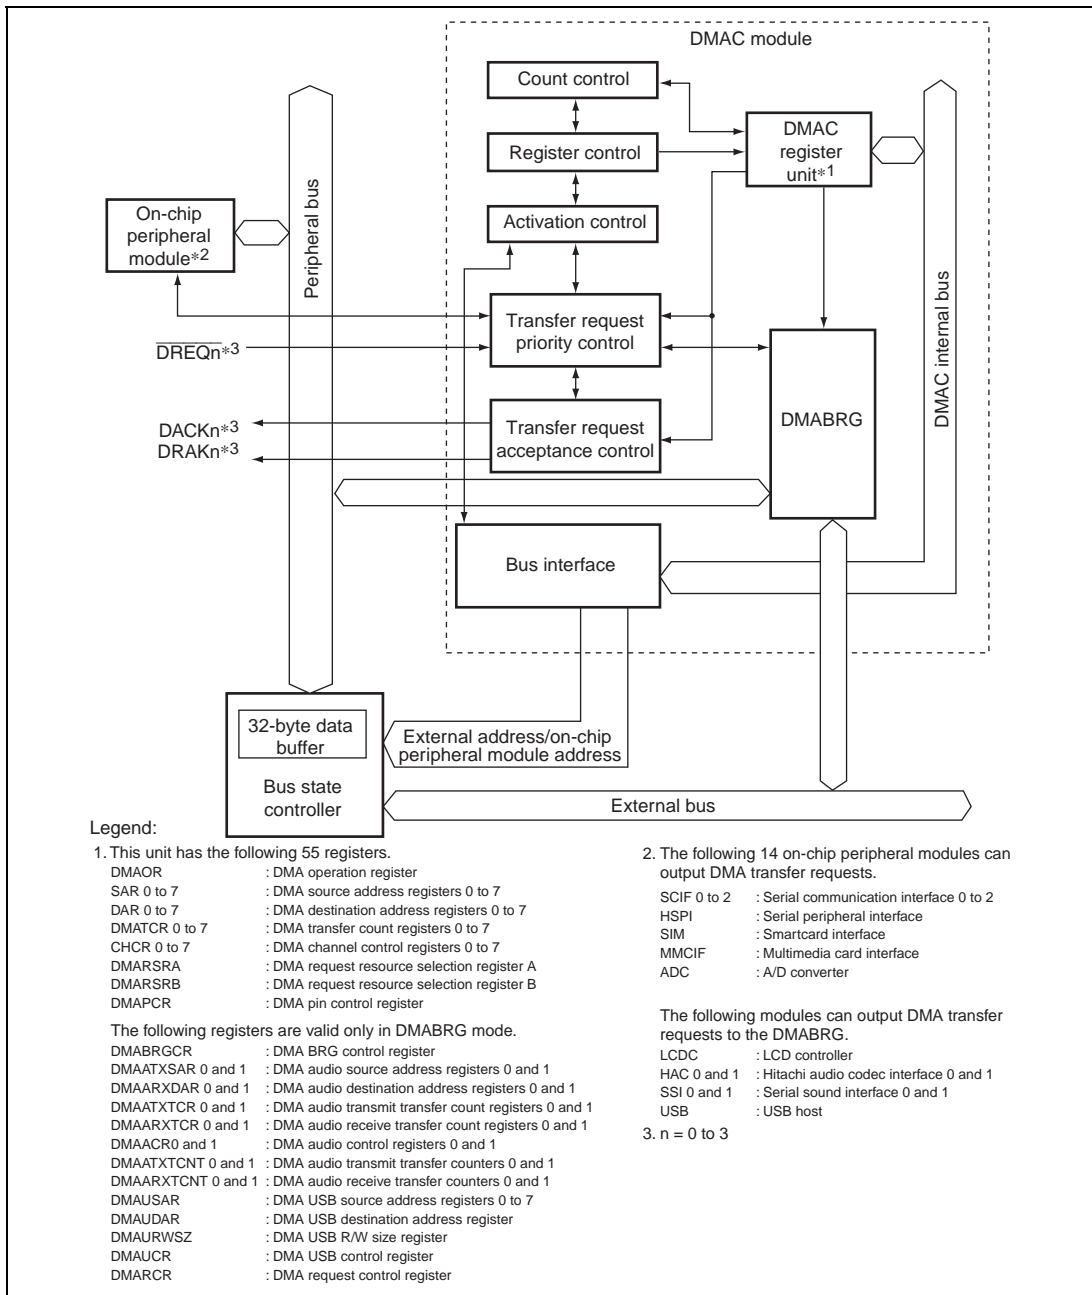 DMAC module
Count control
Register control
DMAC
register
unit*1
On-chip
peripheral
module*2
Peripheral bus
Activation control
DMAC internal bus
Transfer request
priority control
DREQn*3
DACKn*3
DRAKn*3
Transfer request
acceptance control
DMABRG
Bus interface
32-byte data
buffer
Bus state
controller
External address/on-chip
peripheral module address
External bus
Legend:
1. This unit has the following 55 registers.
DMAOR : DMA operation register
SAR 0 to 7 : DMA source address registers 0 to 7
DAR 0 to 7 : DMA destination address registers 0 to 7
DMATCR 0 to 7 : DMA transfer count registers 0 to 7
CHCR 0 to 7 : DMA channel control registers 0 to 7
DMARSRA : DMA request resource selection register A
DMARSRB : DMA request resource selection register B
DMAPCR : DMA pin control register
The following registers are valid only in DMABRG mode.
DMABRGCR : DMA BRG control register
DMAATXSAR 0 and 1 : DMA audio source address registers 0 and 1
DMAARXDAR 0 and 1 : DMA audio destination address registers 0 and 1
DMAATXTCR 0 and 1 : DMA audio transmit transfer count registers 0 and 1
DMAARXTCR 0 and 1 : DMA audio receive transfer count registers 0 and 1
DMAACR0 and 1 : DMA audio control registers 0 and 1
DMAATXTCNT 0 and 1 : DMA audio transmit transfer counters 0 and 1
DMAARXTCNT 0 and 1 : DMA audio receive transfer counters 0 and 1
DMAUSAR : DMA USB source address registers 0 to 7
DMAUDAR : DMA USB destination address register
DMAURWSZ : DMA USB R/W size register
DMAUCR : DMA USB control register
DMARCR : DMA request control register
2. The following 14 on-chip peripheral modules can
output DMA transfer requests.
SCIF 0 to 2 : Serial communication interface 0 to 2
HSPI : Serial peripheral interface
SIM : Smartcard interface
MMCIF : Multimedia card interface
ADC : A/D converter
The following modules can output DMA transfer
requests to the DMABRG.
LCDC : LCD controller
HAC 0 and 1 : Hitachi audio codec interface 0 and 1
SSI 0 and 1 : Serial sound interface 0 and 1
USB : USB host
3. n = 0 to 3